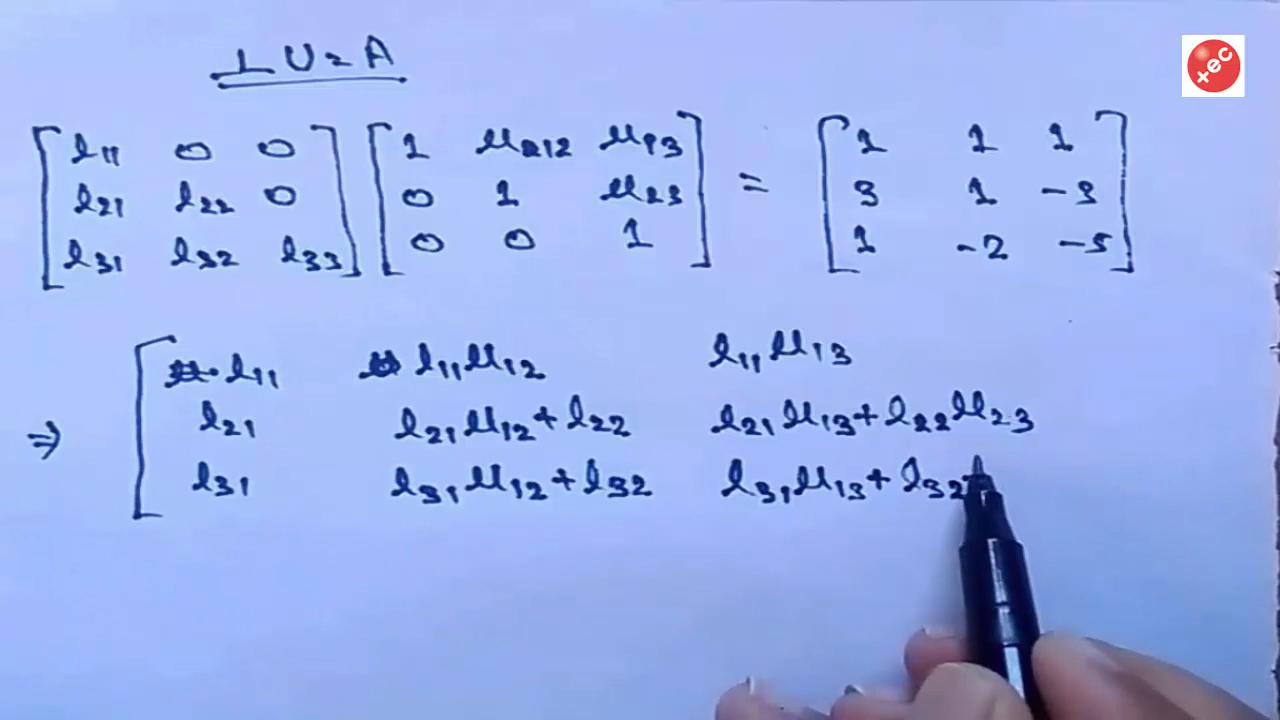 LU = A
[l11 0 0] [1 u12 u13] = [1 1 1]
[l21 l22 0] [0 1 u23] [3 1 -3]
[l31 l32 l33] [0 0 1] [1 -2 -5]
⇒ [l11 l11u12 l11u13
l21 l21u12+l22 l21u13+l22u23
l31 l31u12+l32 l31u13+l32
tec